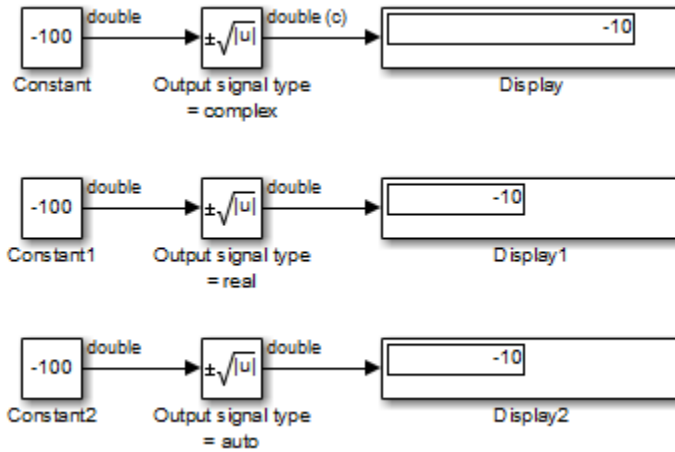 double
double (c)
-100
±√|u|
-10
Constant
Output signal type
= complex
Display
double
double
-100
±√|u|
-10
Constant1
Output signal type
= real
Display1
double
double
-100
±√|u|
-10
Constant2
Output signal type
= auto
Display2